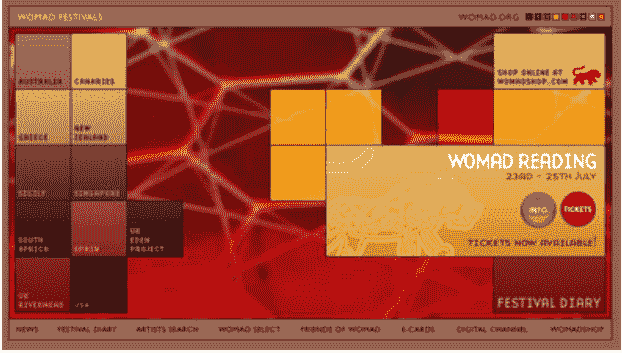 WOMAD FESTIVALS
WOMAD.ORG
AUSTRALIA
CANARIES
SHOP ONLINE AT
WOMADSHOP.COM
GREECE
NEW
ZEALAND
WOMAD READING
23RD - 25TH JULY
SICILY
SINGAPORE
INFO
TICKETS
SOUTH
AFRICA
SPAIN
UK
EDEN
PROJECT
TICKETS NOW AVAILABLE!
UK
RIVERMEAD
USA
FESTIVAL DIARY
NEWS
FESTIVAL DIARY
ARTISTS SEARCH
WOMAD SELECT
FRIENDS OF WOMAD
E-CARDS
DIGITAL CHANNEL
WOMADSHOP